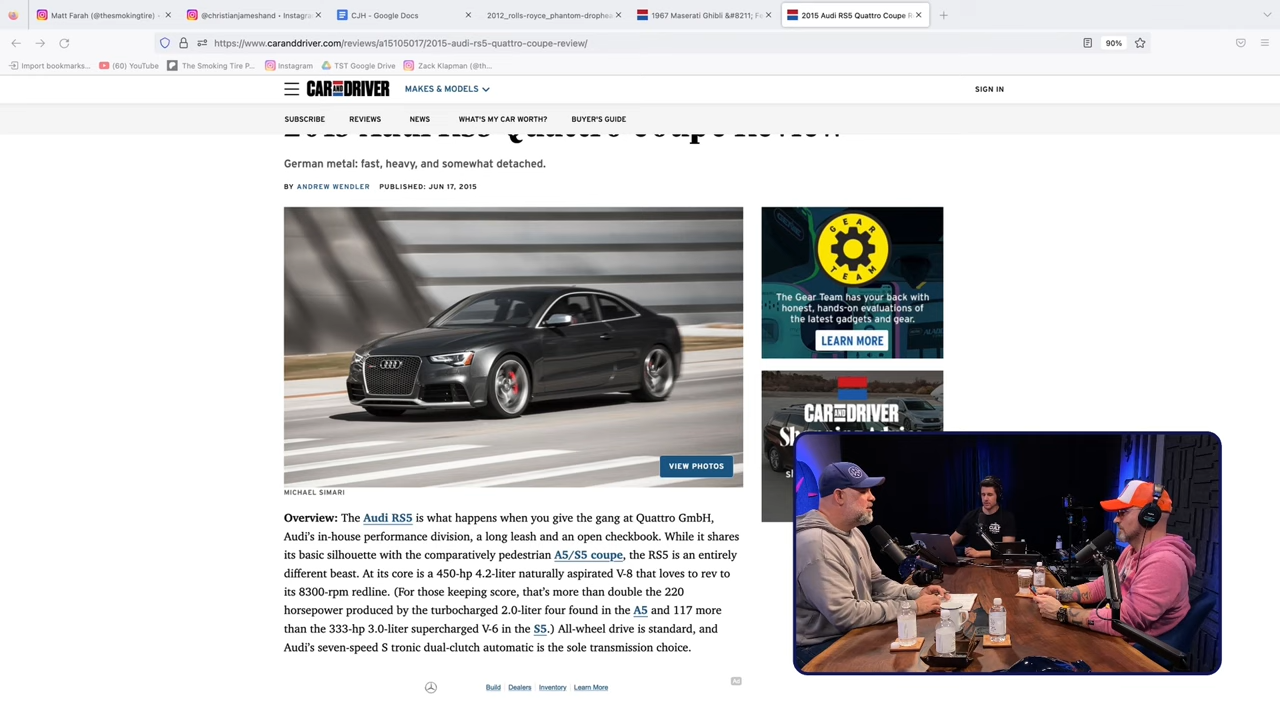 Matt Farah (@thesmokingtire) •
@christianjameshand • Instagra
CJH - Google Docs
2012_rolls-royce_phantom-drophe
1967 Maserati Ghibli &#8211; F
2015 Audi RS5 Quattro Coupe R
https://www.caranddriver.com/reviews/a15105017/2015-audi-rs5-quattro-coupe-review/
90%
Import bookmarks...
(60) YouTube
The Smoking Tire P...
Instagram
TST Google Drive
Zack Klapman (@th...
CAR AND DRIVER
MAKES & MODELS
SIGN IN
SUBSCRIBE
REVIEWS
NEWS
WHAT'S MY CAR WORTH?
BUYER'S GUIDE
2015 Audi RS5 Quattro Coupe Review
German metal: fast, heavy, and somewhat detached.
BY ANDREW WENDLER PUBLISHED: JUN 17, 2015
VIEW PHOTOS
MICHAEL SIMARI
GEAR
TEAM
The Gear Team has your back with
honest, hands-on evaluations of
the latest gadgets and gear.
LEARN MORE
CAR AND DRIVER
Overview: The Audi RS5 is what happens when you give the gang at Quattro GmbH,
Audi's in-house performance division, a long leash and an open checkbook. While it shares
its basic silhouette with the comparatively pedestrian A5/S5 coupe, the RS5 is an entirely
different beast. At its core is a 450-hp 4.2-liter naturally aspirated V-8 that loves to rev to
its 8300-rpm redline. (For those keeping score, that's more than double the 220
horsepower produced by the turbocharged 2.0-liter four found in the A5 and 117 more
than the 333-hp 3.0-liter supercharged V-6 in the S5.) All-wheel drive is standard, and
Audi's seven-speed S tronic dual-clutch automatic is the sole transmission choice.
Ad
Build
Dealers
Inventory
Learn More